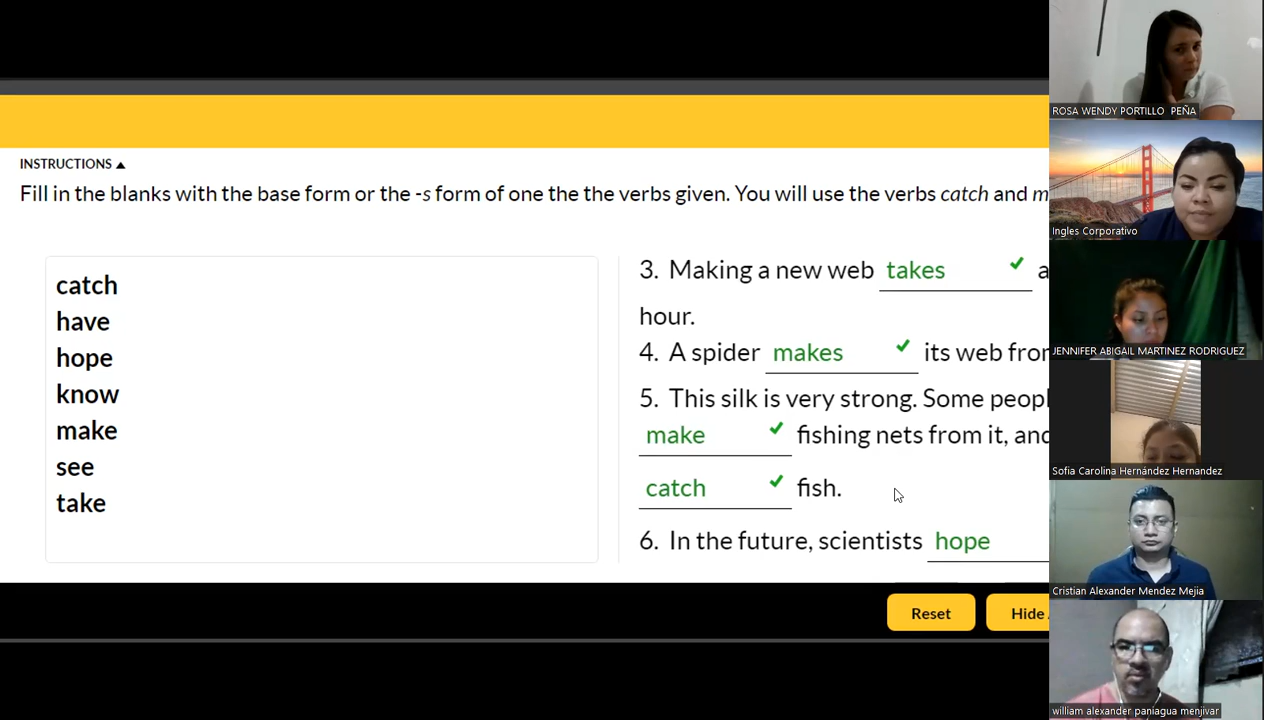 INSTRUCTIONS
Fill in the blanks with the base form or the -s form of one the the verbs given. You will use the verbs catch and m
catch
have
hope
know
make
see
take
3. Making a new web takes a
hour.
4. A spider makes its web from
5. This silk is very strong. Some peopl
make fishing nets from it, and
catch fish.
6. In the future, scientists hope
Reset
Hide
ROSA WENDY PORTILLO PEÑA
Ingles Corporativo
JENNIFER ABIGAIL MARTINEZ RODRIGUEZ
Sofia Carolina Hernández Hernandez
Cristian Alexander Mendez Mejía
william alexander paniagua menjivar